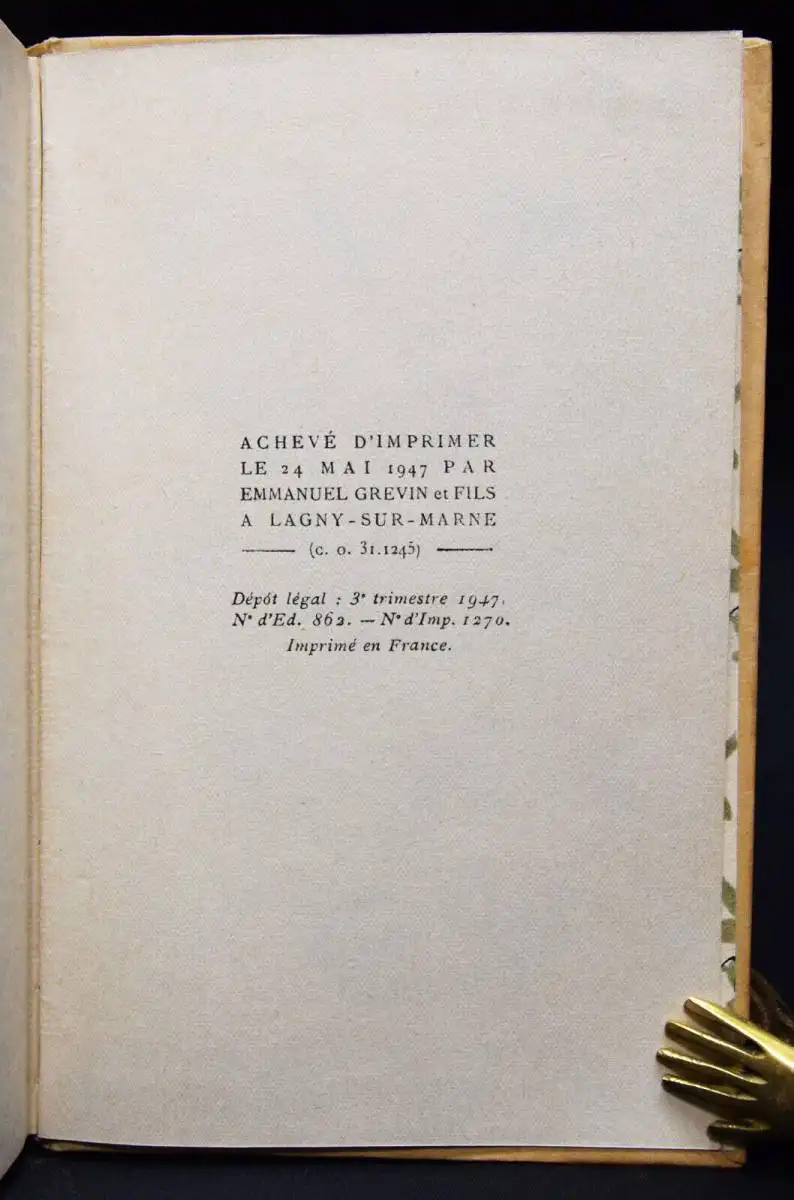 ACHEVÉ D'IMPRIMER
LE 24 MAI 1947 PAR
EMMANUEL GREVIN et FILS
A LAGNY-SUR-MARNE
(c. o. 31.1245)
Dépôt légal : 3e trimestre 1947.
N° d'Ed. 862. — N° d'Imp. 1270.
Imprimé en France.